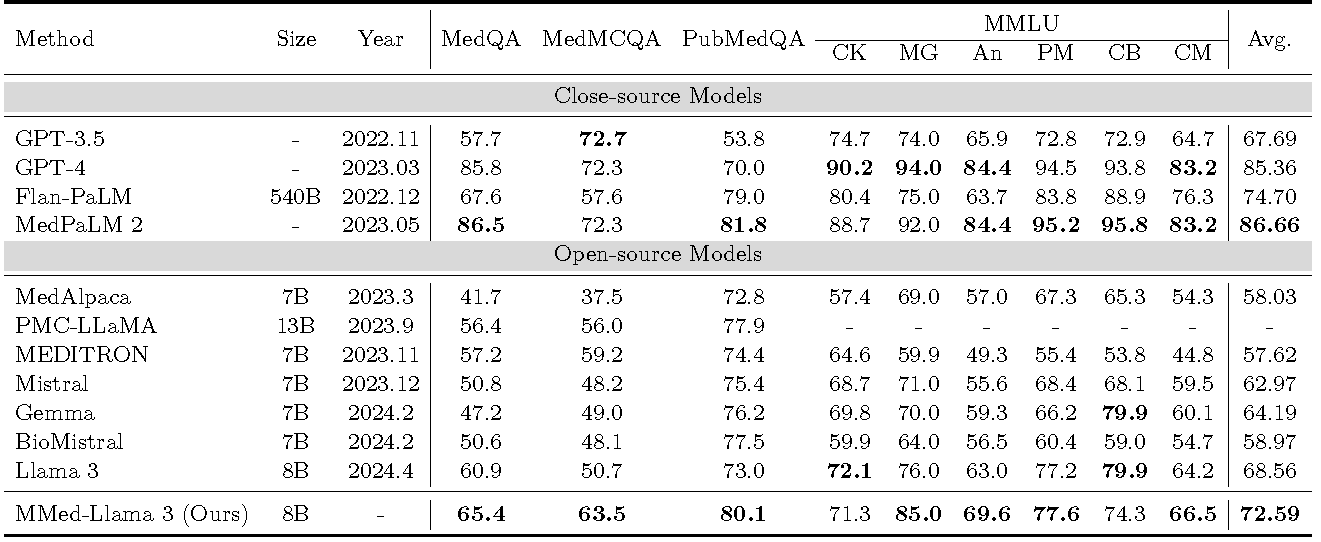 Method Size Year MedQA MedMCQA PubMedQA MMLU Avg.
CK MG An PM CB CM
Close-source Models
GPT-3.5 - 2022.11 57.7 72.7 53.8 74.7 74.0 65.9 72.8 72.9 64.7 67.69
GPT-4 - 2023.03 85.8 72.3 70.0 90.2 94.0 84.4 94.5 93.8 83.2 85.36
Flan-PaLM 540B 2022.12 67.6 57.6 79.0 80.4 75.0 63.7 83.8 88.9 76.3 74.70
MedPaLM 2 - 2023.05 86.5 72.3 81.8 88.7 92.0 84.4 95.2 95.8 83.2 86.66
Open-source Models
MedAlpaca 7B 2023.3 41.7 37.5 72.8 57.4 69.0 57.0 67.3 65.3 54.3 58.03
PMC-LLaMA 13B 2023.9 56.4 56.0 77.9 - - - - - - -
MEDITRON 7B 2023.11 57.2 59.2 74.4 64.6 59.9 49.3 55.4 53.8 44.8 57.62
Mistral 7B 2023.12 50.8 48.2 75.4 68.7 71.0 55.6 68.4 68.1 59.5 62.97
Gemma 7B 2024.2 47.2 49.0 76.2 69.8 70.0 59.3 66.2 79.9 60.1 64.19
BioMistral 7B 2024.2 50.6 48.1 77.5 59.9 64.0 56.5 60.4 59.0 54.7 58.97
Llama 3 8B 2024.4 60.9 50.7 73.0 72.1 76.0 63.0 77.2 79.9 64.2 68.56
MMed-Llama 3 (Ours) 8B - 65.4 63.5 80.1 71.3 85.0 69.6 77.6 74.3 66.5 72.59